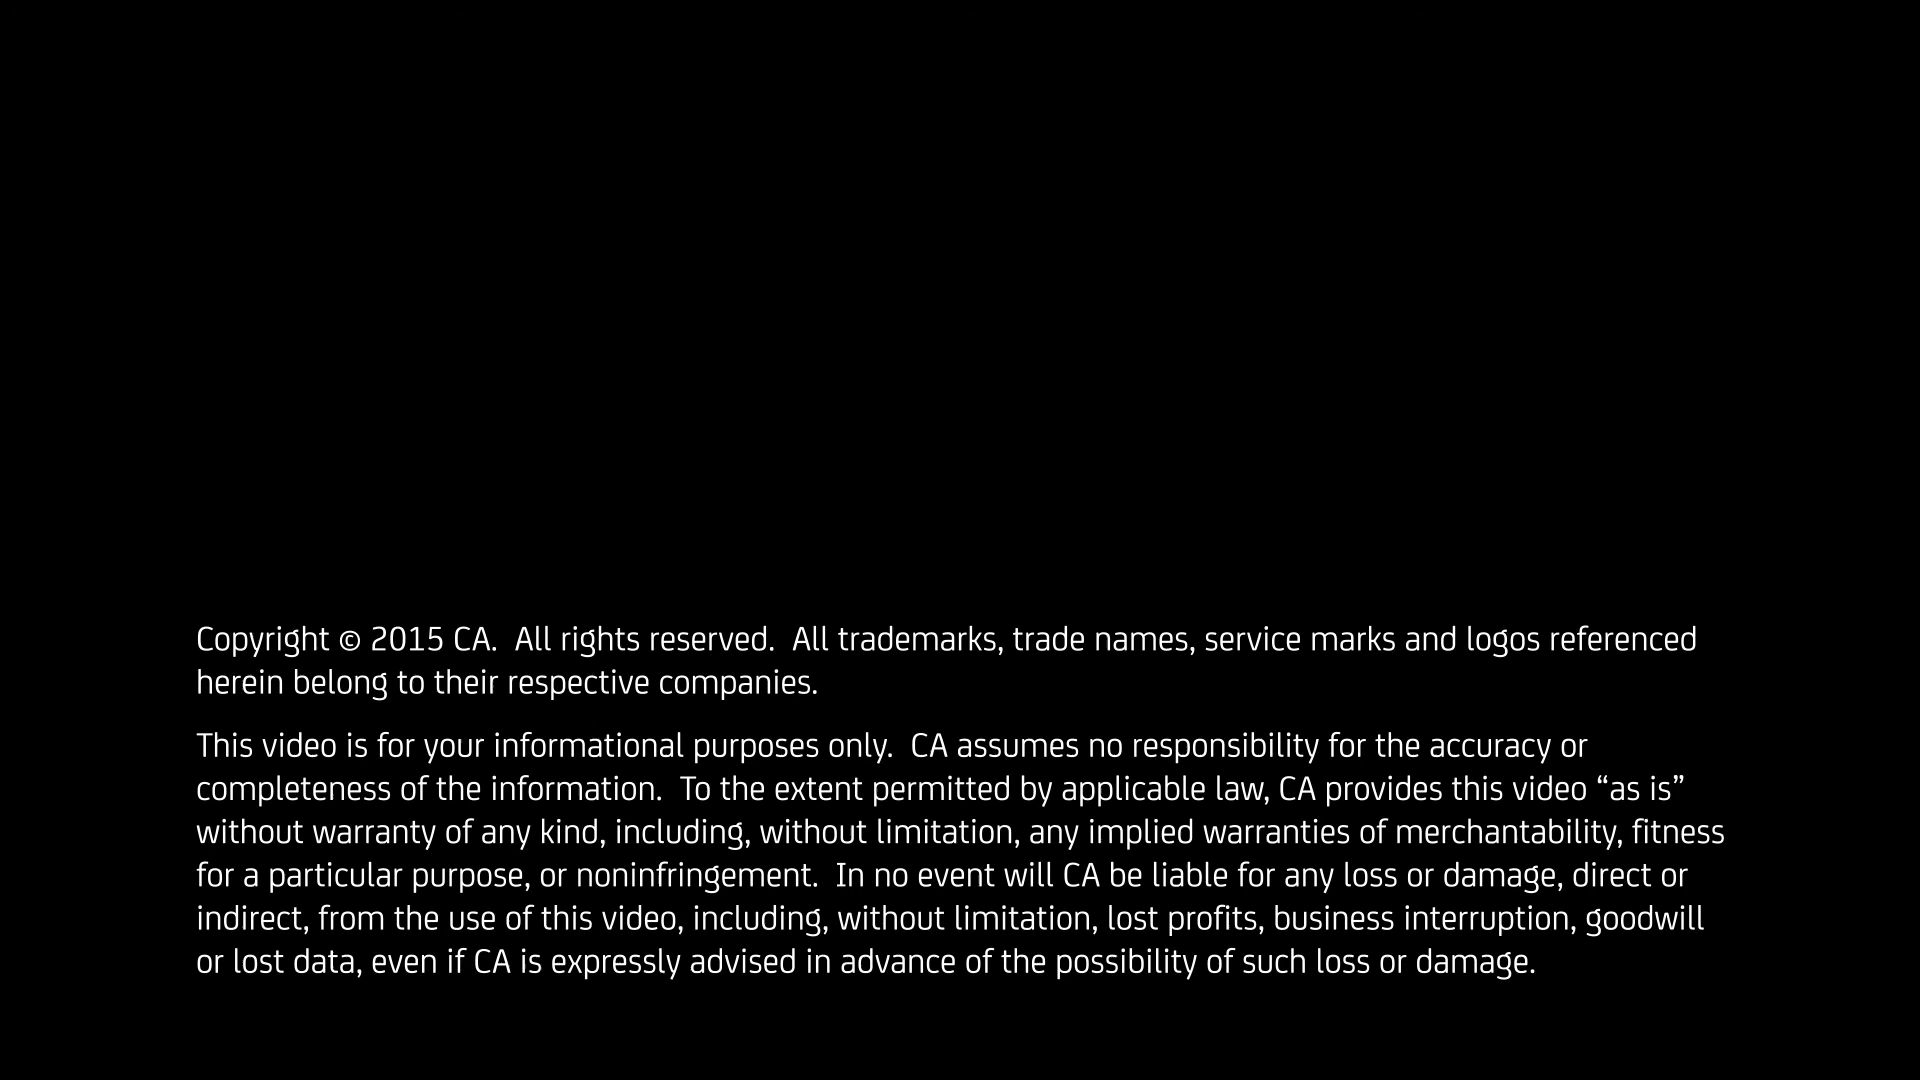 Copyright © 2015 CA.  All rights reserved.  All trademarks, trade names, service marks and logos referenced
herein belong to their respective companies.
This video is for your informational purposes only.  CA assumes no responsibility for the accuracy or
completeness of the information.  To the extent permitted by applicable law, CA provides this video “as is”
without warranty of any kind, including, without limitation, any implied warranties of merchantability, fitness
for a particular purpose, or noninfringement.  In no event will CA be liable for any loss or damage, direct or
indirect, from the use of this video, including, without limitation, lost profits, business interruption, goodwill
or lost data, even if CA is expressly advised in advance of the possibility of such loss or damage.